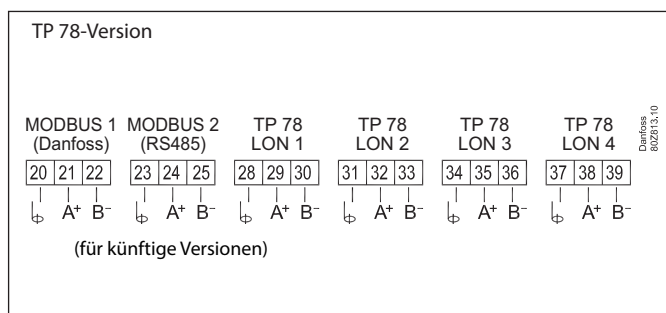 TP 78-Version
MODBUS 1 MODBUS 2 TP 78 TP 78 TP 78 TP 78
(Danfoss) (RS485) LON 1 LON 2 LON 3 LON 4
20 21 22 23 24 25 28 29 30 31 32 33 34 35 36 37 38 39
A+ B- A+ B- A+ B- A+ B- A+ B- A+ B-
(für künftige Versionen)
Danfoss
80Z813.10